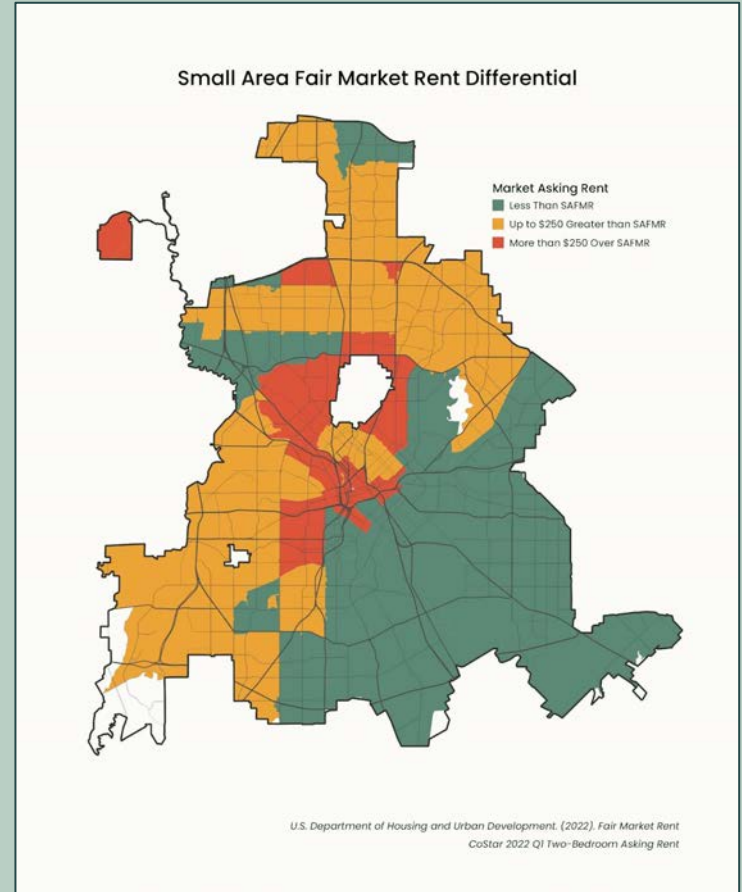 Small Area Fair Market Rent Differential
Market Asking Rent
Less Than SAFMR
Up to $250 Greater than SAFMR
More than $250 Over SAFMR
U.S. Department of Housing and Urban Development. (2022). Fair Market Rent
CoStar 2022 Q1 Two-Bedroom Asking Rent